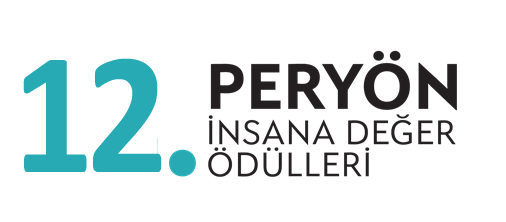 12. PERYÖN
İNSANA DEĞER
ÖDÜLLERİ